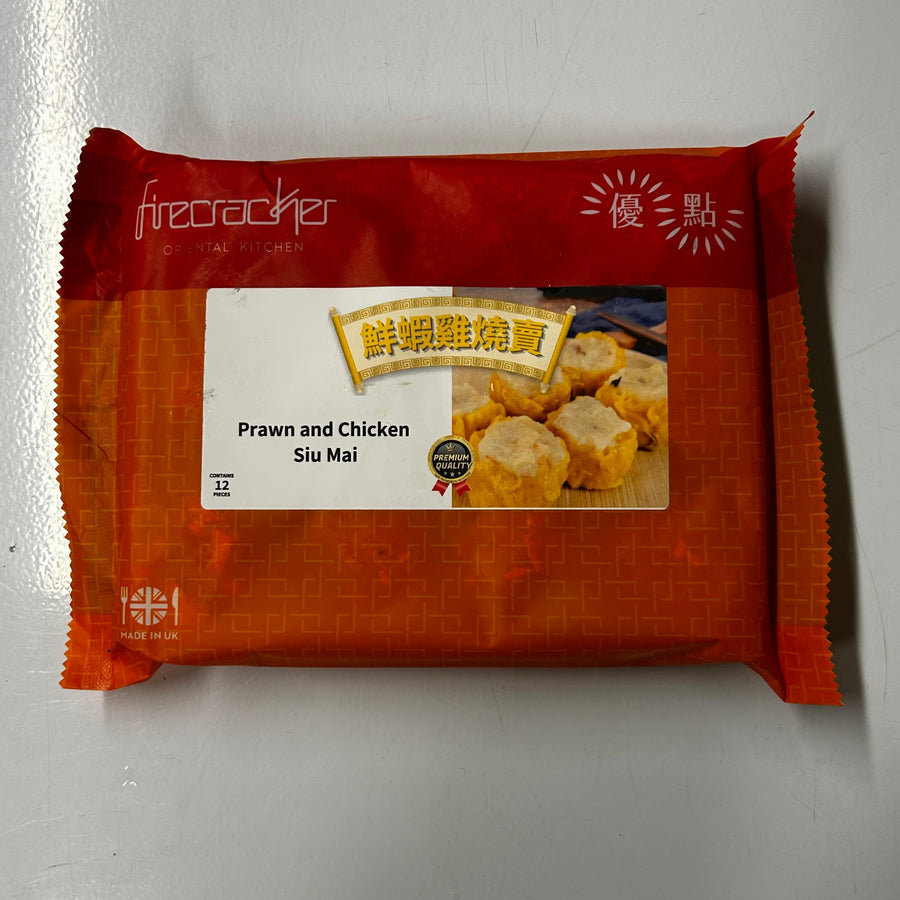 firecracker
ORIENTAL KITCHEN
優點
鮮蝦雞燒賣
Prawn and Chicken
Siu Mai
PREMIUM
QUALITY
CONTAINS
12
PIECES
MADE IN UK